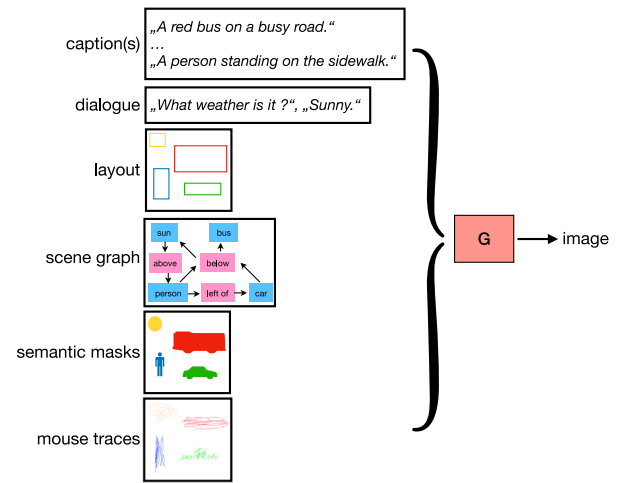 caption(s)
„A red bus on a busy road.“
...
„A person standing on the sidewalk.“
dialogue
„What weather is it ?“, „Sunny.“
layout
scene graph
sun
bus
above
below
person
left of
car
semantic masks
mouse traces
G
image